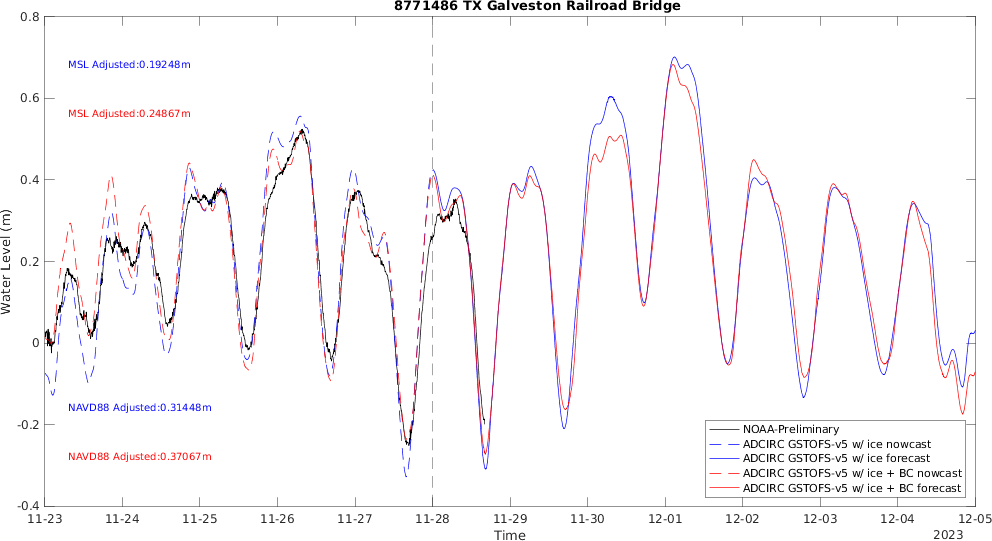 8771486 TX Galveston Railroad Bridge
0.8
0.6
0.4
0.2
0
-0.2
-0.4
Water Level (m)
MSL Adjusted:0.19248m
MSL Adjusted:0.24867m
NAVD88 Adjusted:0.31448m
NAVD88 Adjusted:0.37067m
NOAA-Preliminary
ADCIRC GSTOFS-v5 w/ ice nowcast
ADCIRC GSTOFS-v5 w/ ice forecast
ADCIRC GSTOFS-v5 w/ ice + BC nowcast
ADCIRC GSTOFS-v5 w/ ice + BC forecast
11-23 11-24 11-25 11-26 11-27 11-28 11-29 11-30 12-01 12-02 12-03 12-04 12-05
Time
2023